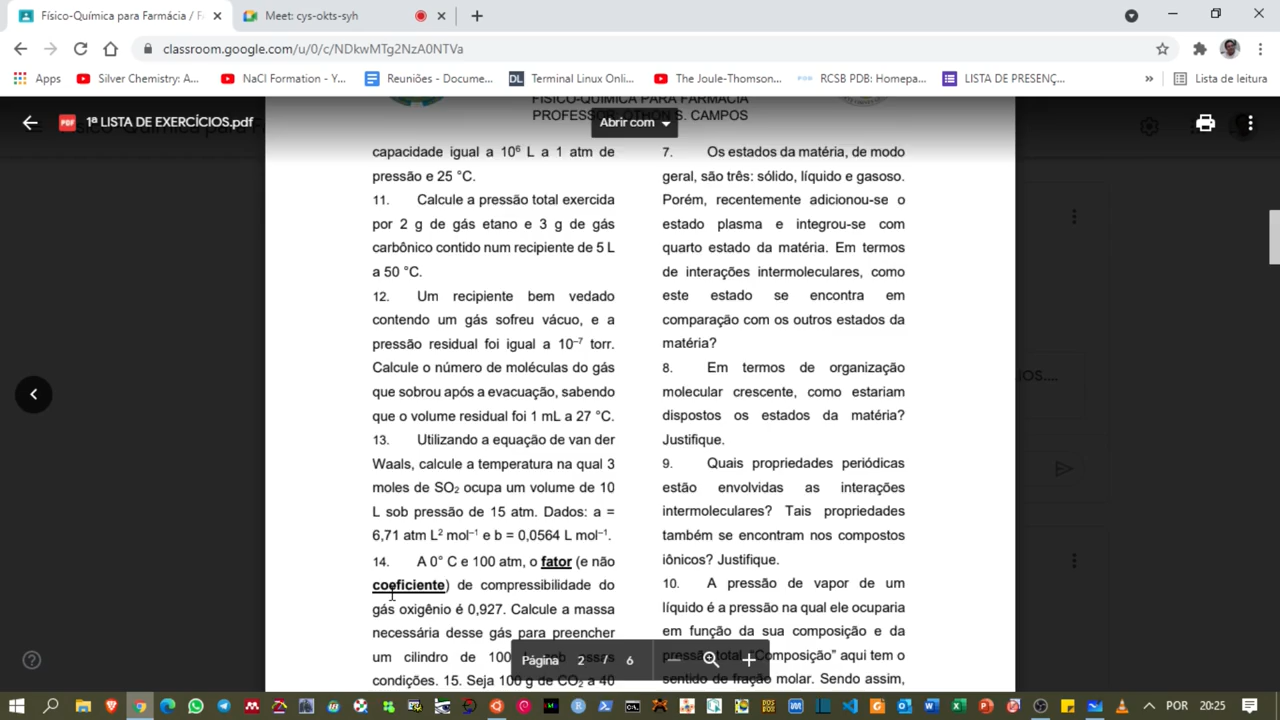 Físico-Química para Farmácia / F
Meet: cys-okts-syh
classroom.google.com/u/0/c/NDkwMTg2NzA0NTVa
Apps
Silver Chemistry: A...
NaCl Formation - Y...
Reuniões - Docume...
Terminal Linux Onli...
The Joule-Thomson...
RCSB PDB: Homepa...
LISTA DE PRESENÇ...
»
Lista de leitura
FÍSICO-QUÍMICA PARA FARMÁCIA
PROFESSOR: OTHON S. CAMPOS
1ª LISTA DE EXERCÍCIOS.pdf
Abrir com
capacidade igual a 10⁶ L a 1 atm de
pressão e 25 °C.
11. Calcule a pressão total exercida
por 2 g de gás etano e 3 g de gás
carbônico contido num recipiente de 5 L
a 50 °C.
12. Um recipiente bem vedado
contendo um gás sofreu vácuo, e a
pressão residual foi igual a 10⁻⁷ torr.
Calcule o número de moléculas do gás
que sobrou após a evacuação, sabendo
que o volume residual foi 1 mL a 27 °C.
13. Utilizando a equação de van der
Waals, calcule a temperatura na qual 3
moles de SO₂ ocupa um volume de 10
L sob pressão de 15 atm. Dados: a =
6,71 atm L² mol⁻¹ e b = 0,0564 L mol⁻¹.
14. A 0° C e 100 atm, o fator (e não
coeficiente) de compressibilidade do
gás oxigênio é 0,927. Calcule a massa
necessária desse gás para preencher
um cilindro de 100 L sob essas
condições. 15. Seja 100 g de CO₂ a 40
7. Os estados da matéria, de modo
geral, são três: sólido, líquido e gasoso.
Porém, recentemente adicionou-se o
estado plasma e integrou-se com
quarto estado da matéria. Em termos
de interações intermoleculares, como
este estado se encontra em
comparação com os outros estados da
matéria?
8. Em termos de organização
molecular crescente, como estariam
dispostos os estados da matéria?
Justifique.
9. Quais propriedades periódicas
estão envolvidas as interações
intermoleculares? Tais propriedades
também se encontram nos compostos
iônicos? Justifique.
10. A pressão de vapor de um
líquido é a pressão na qual ele ocuparia
em função da sua composição e da
pressão total. "Composição" aqui tem o
sentido de fração molar. Sendo assim,
Página 2 / 6
POR 20:25